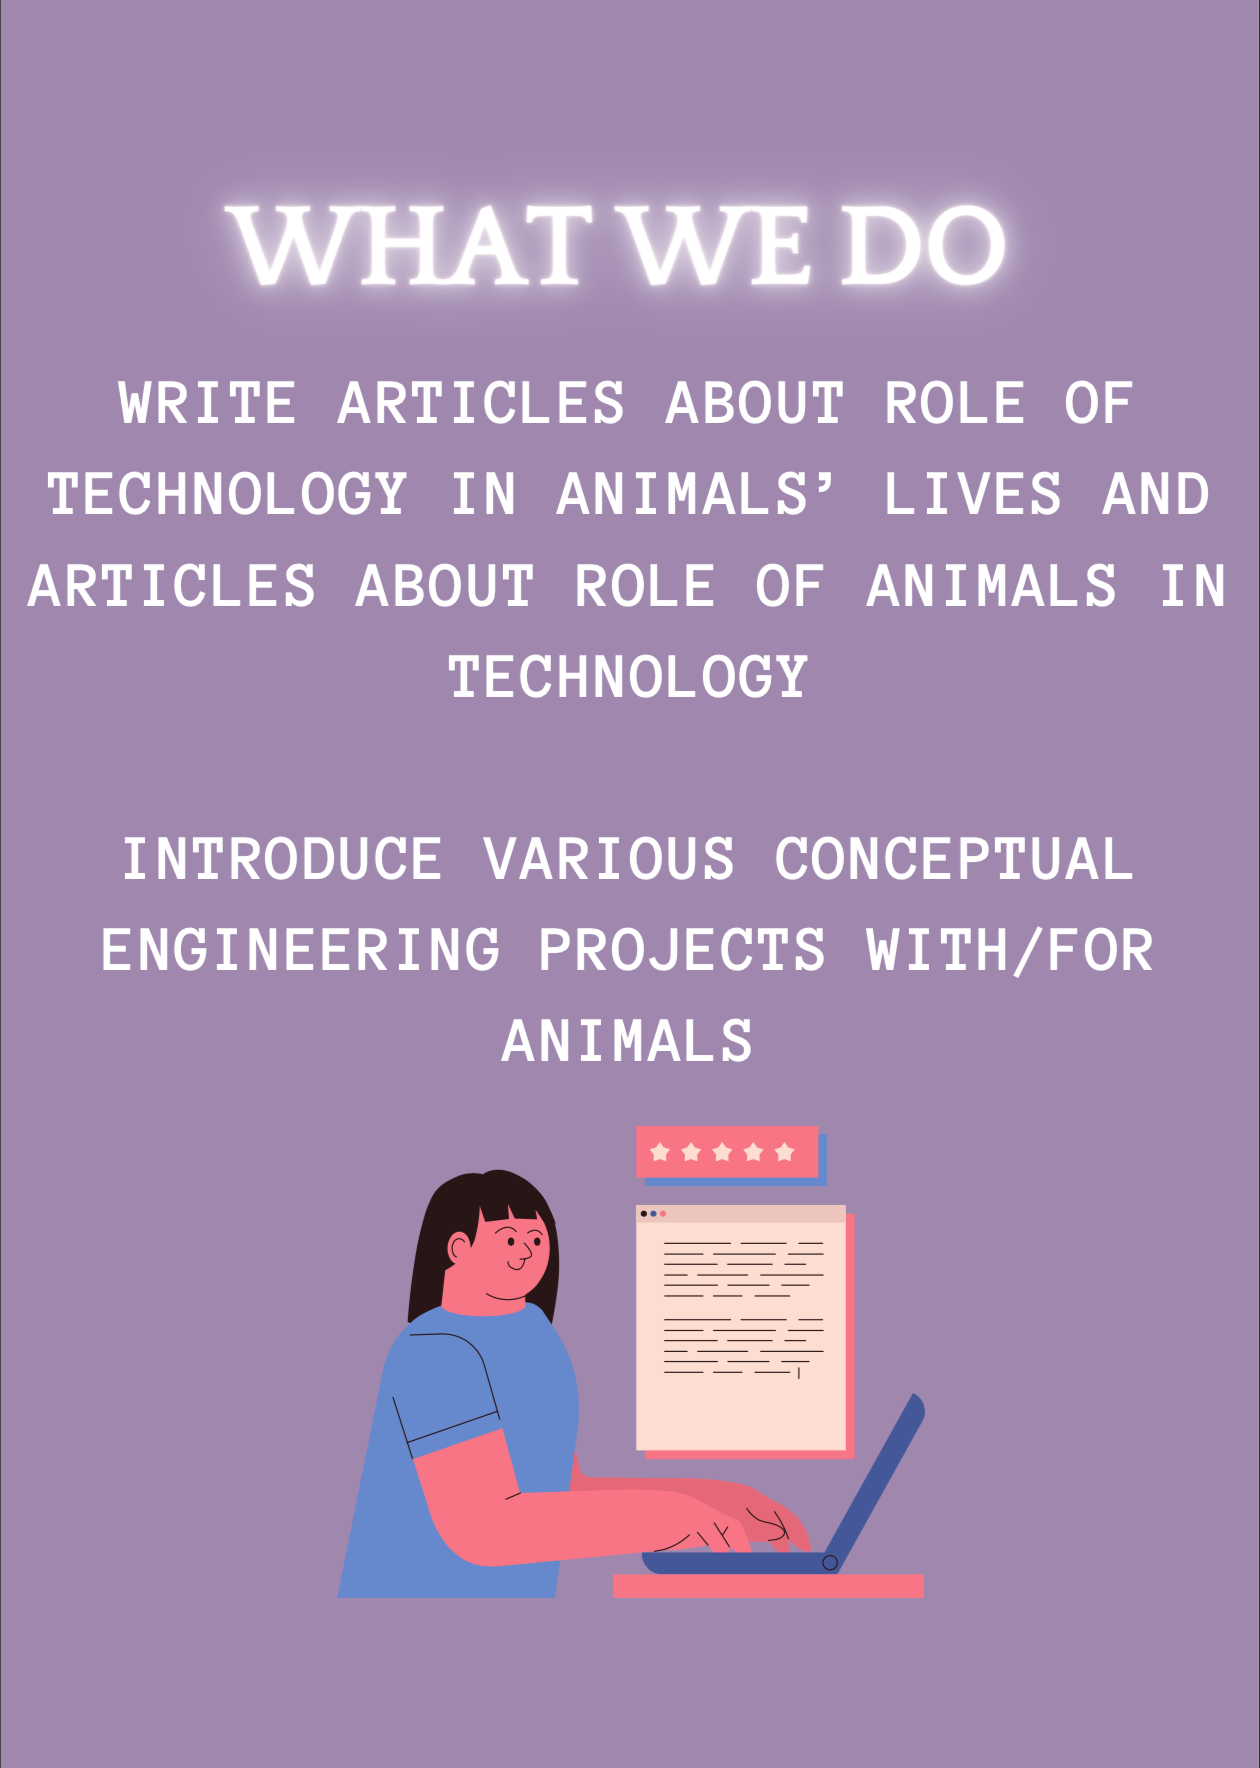 WHAT WE DO
WRITE ARTICLES ABOUT ROLE OF
TECHNOLOGY IN ANIMALS’ LIVES AND
ARTICLES ABOUT ROLE OF ANIMALS IN
TECHNOLOGY
INTRODUCE VARIOUS CONCEPTUAL
ENGINEERING PROJECTS WITH/FOR
ANIMALS